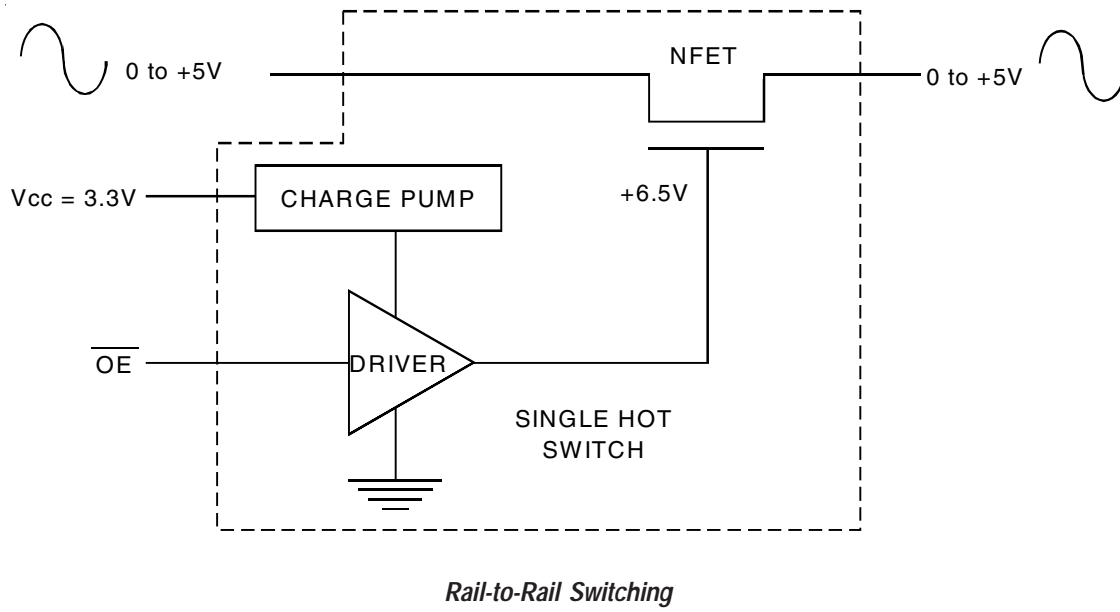 NFET
0 to +5V
0 to +5V
Vcc = 3.3V
CHARGE PUMP
+6.5V
OE
DRIVER
SINGLE HOT
SWITCH
Rail-to-Rail Switching